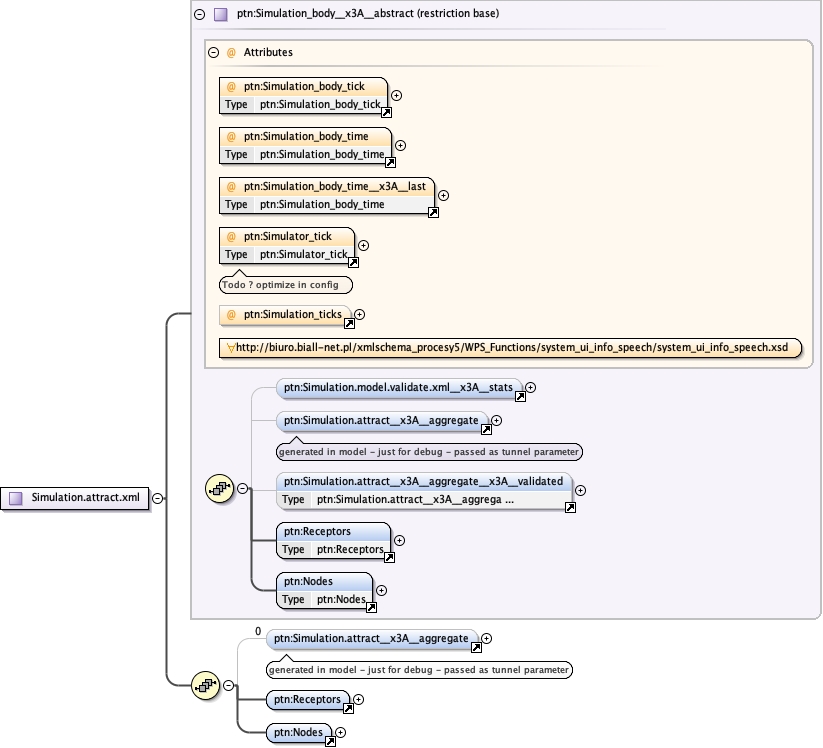 ptn:Simulation_body__x3A__abstract (restriction base)
@ Attributes
@ ptn:Simulation_body_tick
Type ptn:Simulation_body_tick
@ ptn:Simulation_body_time
Type ptn:Simulation_body_time
@ ptn:Simulation_body_time__x3A__last
Type ptn:Simulation_body_time
@ ptn:Simulator_tick
Type ptn:Simulator_tick
Todo ? optimize in config
@ ptn:Simulation_ticks
http://biuro.biall-net.pl/xmlschema_procesy5/WPS_Functions/system_ui_info_speech/system_ui_info_speech.xsd
ptn:Simulation.model.validate.xml__x3A__stats
ptn:Simulation.attract__x3A__aggregate
generated in model - just for debug - passed as tunnel parameter
ptn:Simulation.attract__x3A__aggregate__x3A__validated
Type ptn:Simulation.attract__x3A__aggrega ...
Simulation.attract.xml
ptn:Receptors
Type ptn:Receptors
ptn:Nodes
Type ptn:Nodes
0
ptn:Simulation.attract__x3A__aggregate
generated in model - just for debug - passed as tunnel parameter
ptn:Receptors
ptn:Nodes